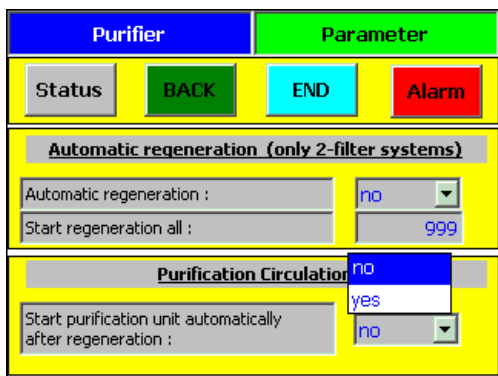 Purifier Parameter
Status BACK END Alarm
Automatic regeneration (only 2-filter systems)
Automatic regeneration : no
Start regeneration all : 999
Purification Circulation
no
yes
Start purification unit automatically
after regeneration : no